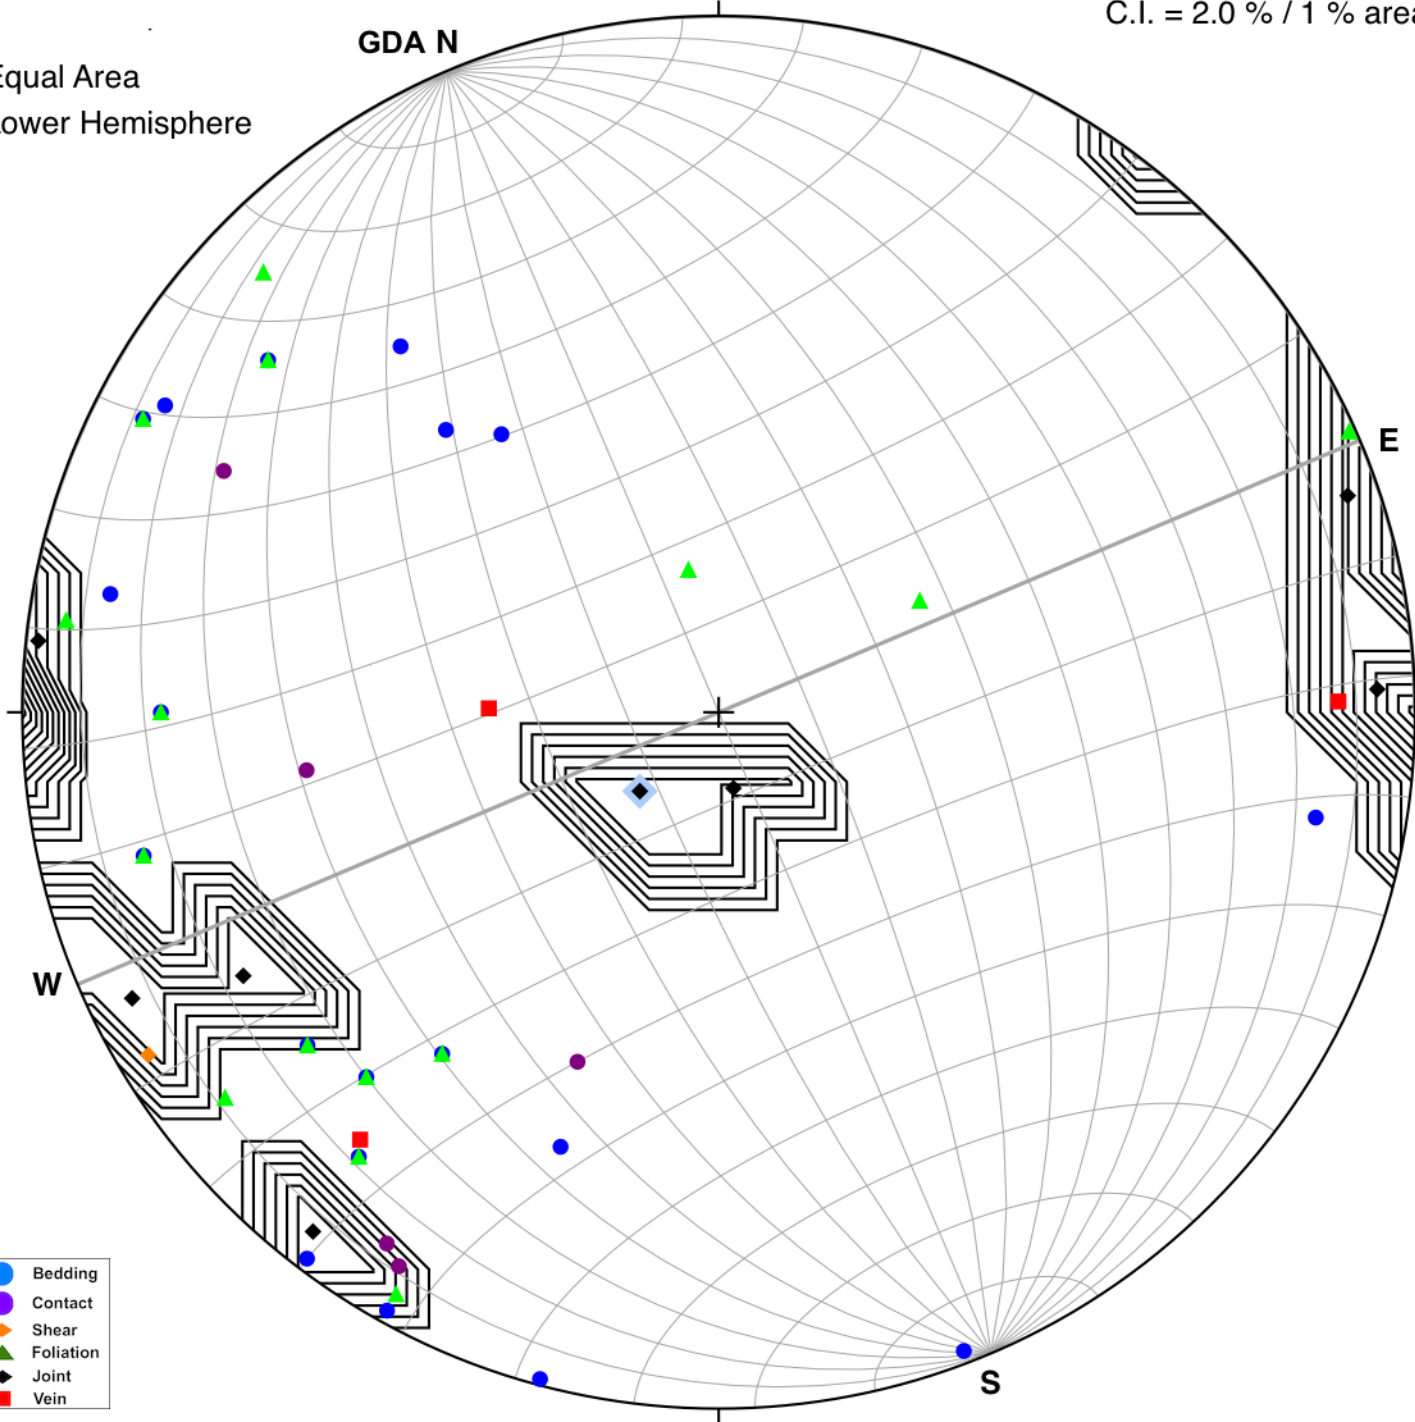 C.I. = 2.0 % / 1 % area
GDA N
Equal Area
Lower Hemisphere
E
W
S
Bedding
Contact
Shear
Foliation
Joint
Vein